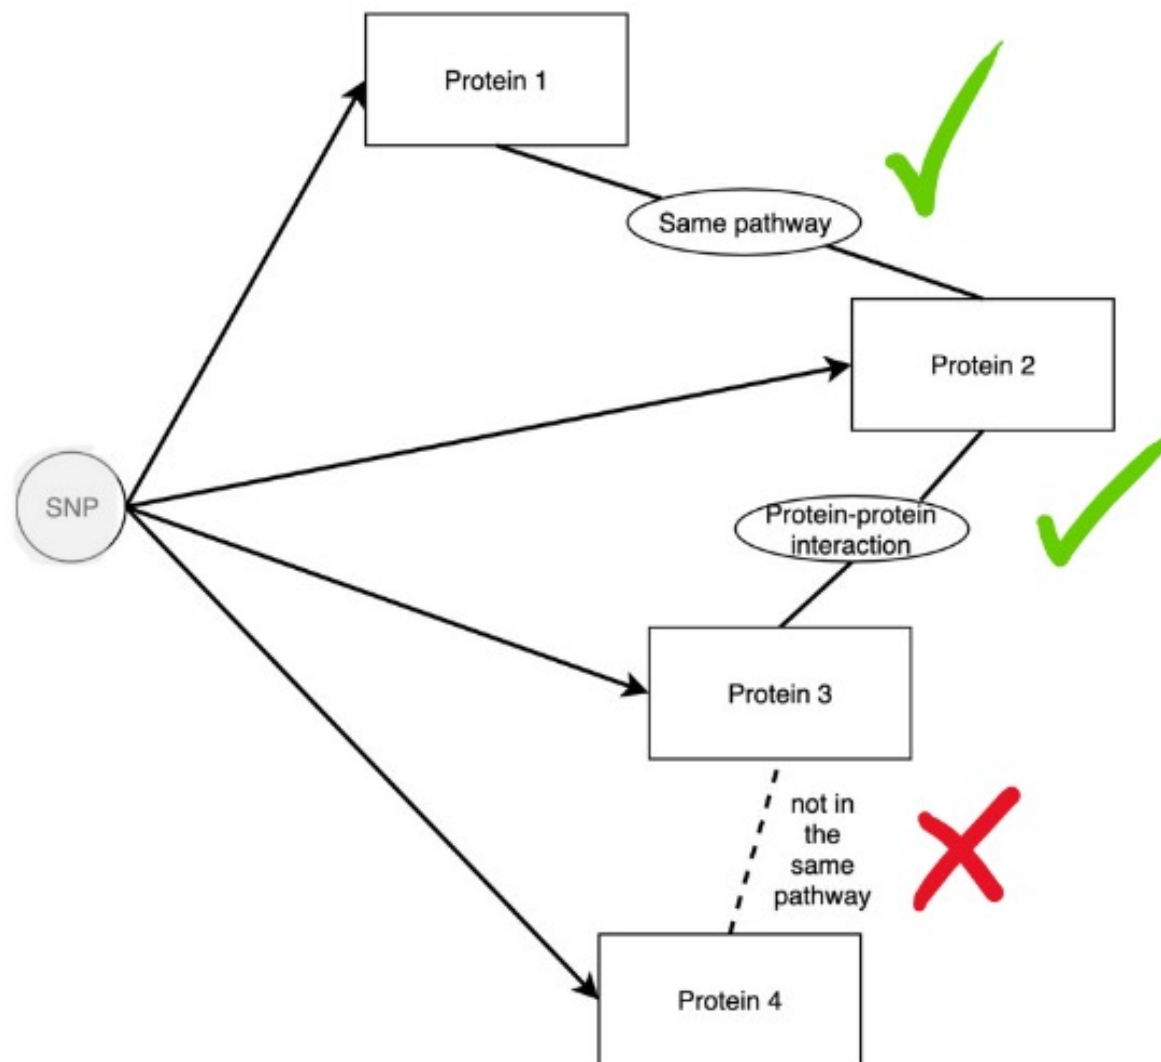 Protein 1
Same pathway
Protein 2
SNP
Protein-protein
interaction
Protein 3
not in
the
same
pathway
Protein 4